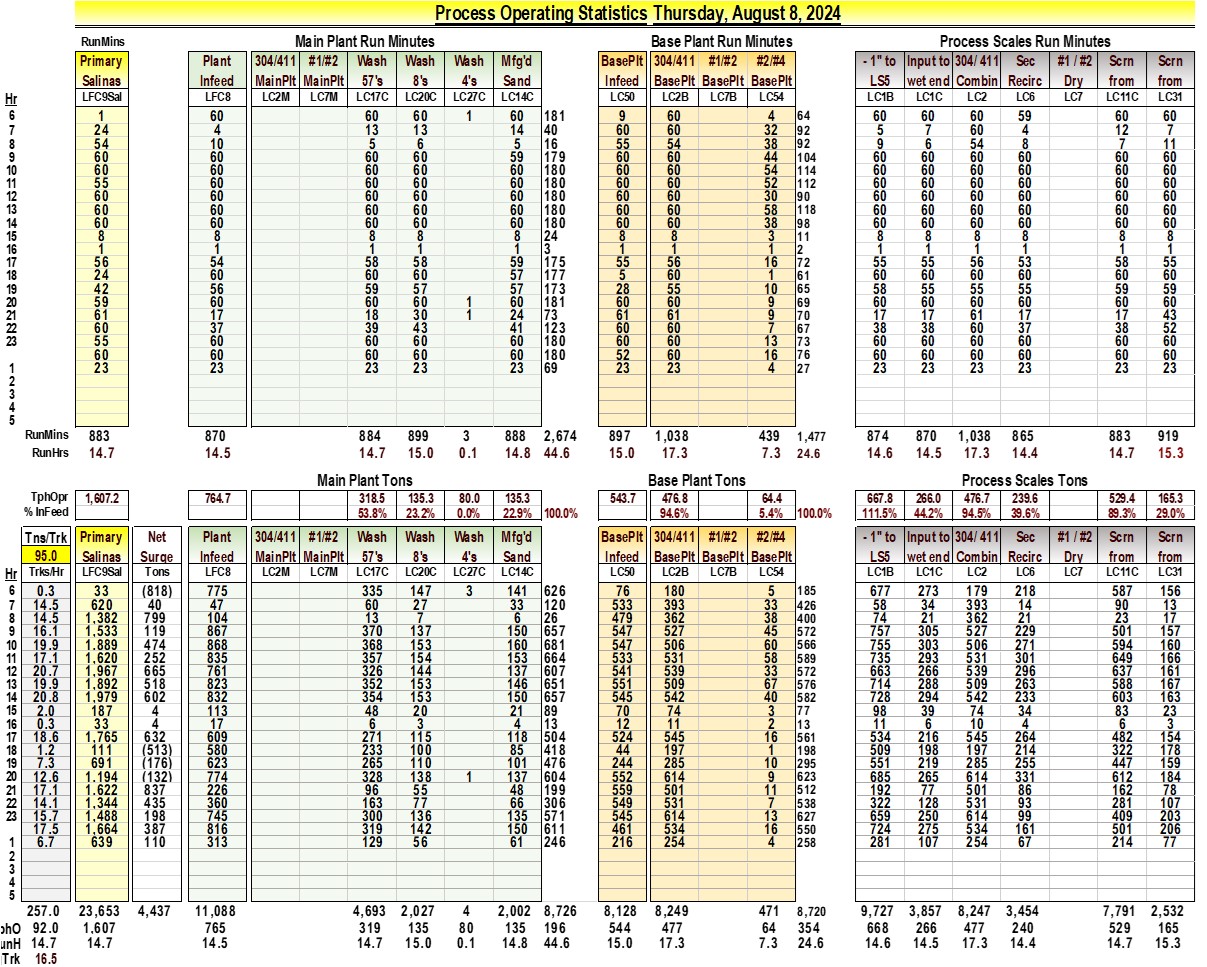 Process Operating Statistics Thursday, August 8, 2024
RunMins Main Plant Run Minutes Base Plant Run Minutes Process Scales Run Minutes
Primary Plant 304/411 #1/#2 Wash Wash Wash Mfg'd BasePlt 304/411 #1/#2 #2/#4 - 1" to Input to 304/ 411 Sec #1 / #2 Scrn Scrn
Salinas Infeed MainPlt MainPlt 57's 8's 4's Sand Infeed BasePlt BasePlt BasePlt LS5 wet end Combin Recirc Dry from from
Hr LFC9Sal LFC8 LC2M LC7M LC17C LC20C LC27C LC14C LC50 LC2B LC7B LC54 LC1B LC1C LC2 LC6 LC7 LC11C LC31
6 1 60 60 60 1 60 181 9 60 4 64 60 60 60 59 60 60
7 24 4 13 13 14 40 60 60 32 92 5 7 60 4 12 7
8 54 10 5 6 5 16 55 54 38 92 9 6 54 8 7 11
9 60 60 60 60 59 179 60 60 44 104 60 60 60 60 60 60
10 60 60 60 60 60 180 60 60 54 114 60 60 60 60 60 60
11 55 60 60 60 60 180 60 60 52 112 60 60 60 60 60 60
12 60 60 60 60 60 180 60 60 30 90 60 60 60 60 60 60
13 60 60 60 60 60 180 60 60 58 118 60 60 60 60 60 60
14 60 60 60 60 60 180 60 60 38 98 60 60 60 60 60 60
15 8 8 8 8 8 24 8 8 3 11 8 8 8 8 8 8
16 1 1 1 1 1 3 1 1 1 2 1 1 1 1 1 1
17 56 54 58 58 59 175 55 56 16 72 55 55 56 53 58 55
18 24 60 60 60 57 177 5 60 1 61 60 60 60 60 60 60
19 42 56 59 57 57 173 28 55 10 65 58 55 55 55 59 59
20 59 60 60 60 1 60 181 60 60 9 69 60 60 60 60 60 60
21 61 17 18 30 1 24 73 61 61 9 70 17 17 61 17 17 43
22 60 37 39 43 41 123 60 60 7 67 38 38 60 37 38 52
23 55 60 60 60 60 180 60 60 13 73 60 60 60 60 60 60
60 60 60 60 60 180 52 60 16 76 60 60 60 60 60 60
1 23 23 23 23 23 69 23 23 4 27 23 23 23 23 23 23
2
3
4
5
RunMins 883 870 884 899 3 888 2,674 897 1,038 439 1,477 874 870 1,038 865 883 919
RunHrs 14.7 14.5 14.7 15.0 0.1 14.8 44.6 15.0 17.3 7.3 24.6 14.6 14.5 17.3 14.4 14.7 15.3
Main Plant Tons Base Plant Tons Process Scales Tons
TphOpr 1,607.2 764.7 318.5 135.3 80.0 135.3 543.7 476.8 64.4 667.8 266.0 476.7 239.6 529.4 165.3
% InFeed 53.8% 23.2% 0.0% 22.9% 100.0% 94.6% 5.4% 100.0% 111.5% 44.2% 94.5% 39.6% 89.3% 29.0%
Tns/Trk Primary Net Plant 304/411 #1/#2 Wash Wash Wash Mfg'd BasePlt 304/411 #1/#2 #2/#4 - 1" to Input to 304/ 411 Sec #1 / #2 Scrn Scrn
95.0 Salinas Surge Infeed MainPlt MainPlt 57's 8's 4's Sand Infeed BasePlt BasePlt BasePlt LS5 wet end Combin Recirc Dry from from
Hr Trks/Hr LFC9Sal Tons LFC8 LC2M LC7M LC17C LC20C LC27C LC14C LC50 LC2B LC7B LC54 LC1B LC1C LC2 LC6 LC7 LC11C LC31
6 0.3 33 (818) 775 335 147 3 141 626 76 180 5 185 677 273 179 218 587 156
7 14.5 620 40 47 60 27 33 120 533 393 33 426 58 34 393 14 90 13
8 14.5 1,382 799 104 13 7 6 26 479 362 38 400 74 21 362 21 23 17
9 16.1 1,533 119 867 370 137 150 657 547 527 45 572 757 305 527 229 501 157
10 19.9 1,889 474 868 368 153 160 681 547 506 60 566 755 303 506 271 594 160
11 17.1 1,620 252 835 357 154 153 664 533 531 58 589 735 293 531 301 649 166
12 20.7 1,967 665 761 326 144 137 607 541 539 33 572 663 266 539 296 637 161
13 19.9 1,892 518 823 352 153 146 651 551 509 67 576 714 288 509 263 588 167
14 20.8 1,979 602 832 354 153 150 657 545 542 40 582 728 294 542 233 603 163
15 2.0 187 4 113 48 20 21 89 70 74 3 77 98 39 74 34 83 23
16 0.3 33 4 17 6 3 4 13 12 11 2 13 11 6 10 4 6 3
17 18.6 1,765 632 609 271 115 118 504 524 545 16 561 534 216 545 264 482 154
18 1.2 111 (513) 580 233 100 85 418 44 197 1 198 509 198 197 214 322 178
19 7.3 691 (176) 623 265 110 101 476 244 285 10 295 551 219 285 255 447 159
20 12.6 1,194 (132) 774 328 138 1 137 604 552 614 9 623 685 265 614 331 612 184
21 17.1 1,622 837 226 96 55 48 199 559 501 11 512 192 77 501 86 162 78
22 14.1 1,344 435 360 163 77 66 306 549 531 7 538 322 128 531 93 281 107
23 15.7 1,488 198 745 300 136 135 571 545 614 13 627 659 250 614 99 409 203
17.5 1,664 387 816 319 142 150 611 461 534 16 550 724 275 534 161 501 206
1 6.7 639 110 313 129 56 61 246 216 254 4 258 281 107 254 67 214 77
2
3
4
5
257.0 23,653 4,437 11,088 4,693 2,027 4 2,002 8,726 8,128 8,249 471 8,720 9,727 3,857 8,247 3,454 7,791 2,532
phO 92.0 1,607 765 319 135 80 135 196 544 477 64 354 668 266 477 240 529 165
unH 14.7 14.7 14.5 14.7 15.0 0.1 14.8 44.6 15.0 17.3 7.3 24.6 14.6 14.5 17.3 14.4 14.7 15.3
Trk 16.5